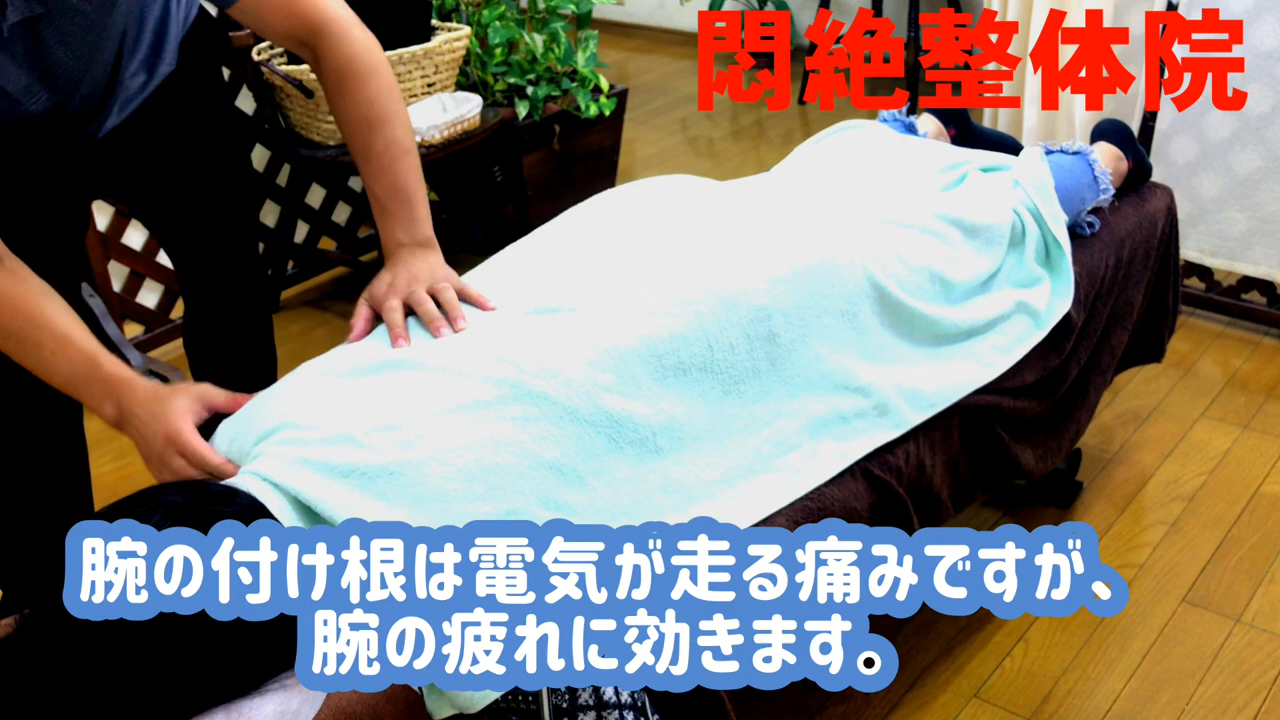 悶絶整体院
腕の付け根は電気が走る痛みですが、
腕の疲れに効きます。